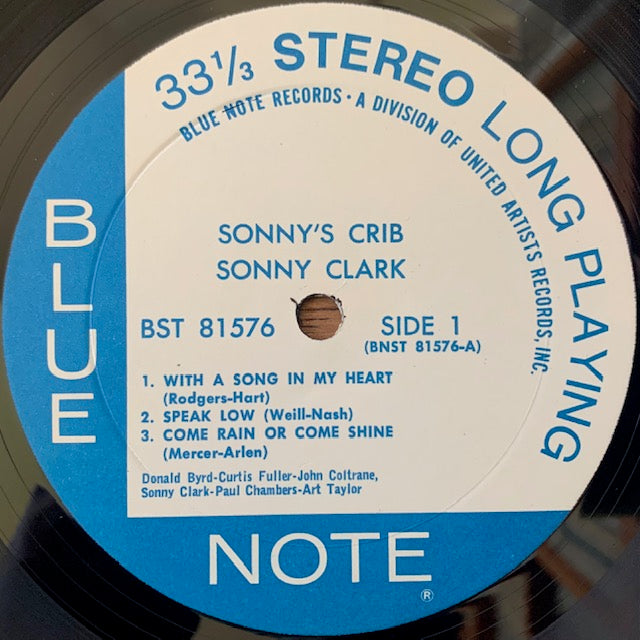 33⅓ STEREO LONG PLAYING
BLUE NOTE RECORDS · A DIVISION OF UNITED ARTISTS RECORDS, INC.
SONNY'S CRIB
SONNY CLARK
BST 81576
SIDE 1
(BNST 81576-A)
1. WITH A SONG IN MY HEART
(Rodgers-Hart)
2. SPEAK LOW (Weill-Nash)
3. COME RAIN OR COME SHINE
(Mercer-Arlen)
Donald Byrd-Curtis Fuller-John Coltrane,
Sonny Clark-Paul Chambers-Art Taylor
BLUE
NOTE
®